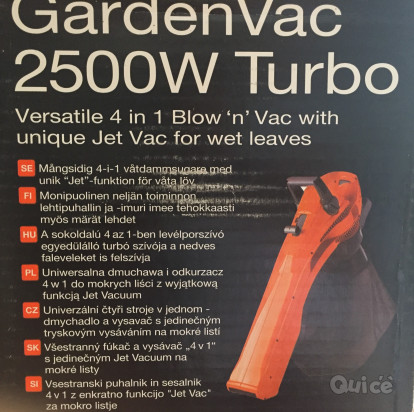 GardenVac
2500W Turbo
Versatile 4 in 1 Blow 'n' Vac with
unique Jet Vac for wet leaves
SE Mångsidig 4-i-1 våtdammsugare med
unik "Jet"-funktion för våta löv
FI Monipuolinen neljän toiminnon
lehtipuhallin ja -imuri imee tehokkaasti
myös märät lehdet
HU A sokoldalú 4 az 1-ben levélporszívó
egyedülálló turbó szívója a nedves
faleveleket is felszívja
PL Uniwersalna dmuchawa i odkurzacz
4 w 1 do mokrych liści z wyjątkową
funkcją Jet Vacuum
CZ Univerzální čtyři stroje v jednom -
dmychadlo a vysavač s jedinečným
tryskovým vysáváním na mokré listí
SK Všestranný fúkač a vysávač „4 v 1"
s jedinečným Jet Vacuum na
mokré listy
SI Vsestranski puhalnik in sesalnik
4 v 1 z enkratno funkcijo "Jet Vac"
za mokro listje
Quicë